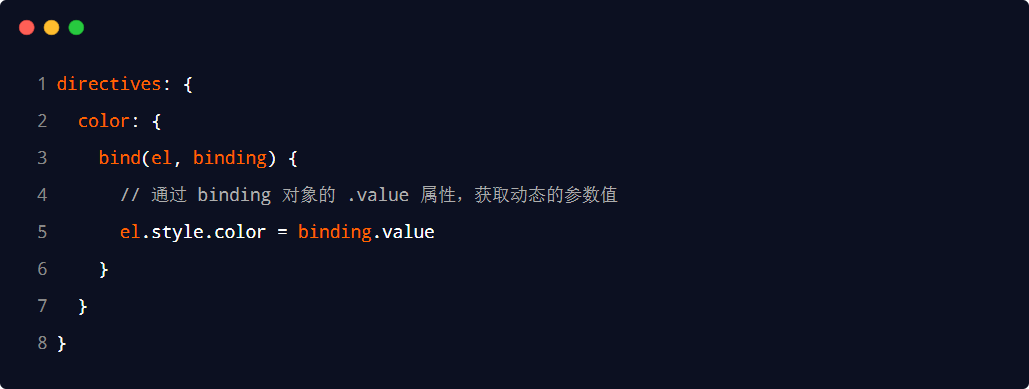 1 directives: {
2   color: {
3     bind(el, binding) {
4       // 通过 binding 对象的 .value 属性，获取动态的参数值
5       el.style.color = binding.value
6     }
7   }
8 }